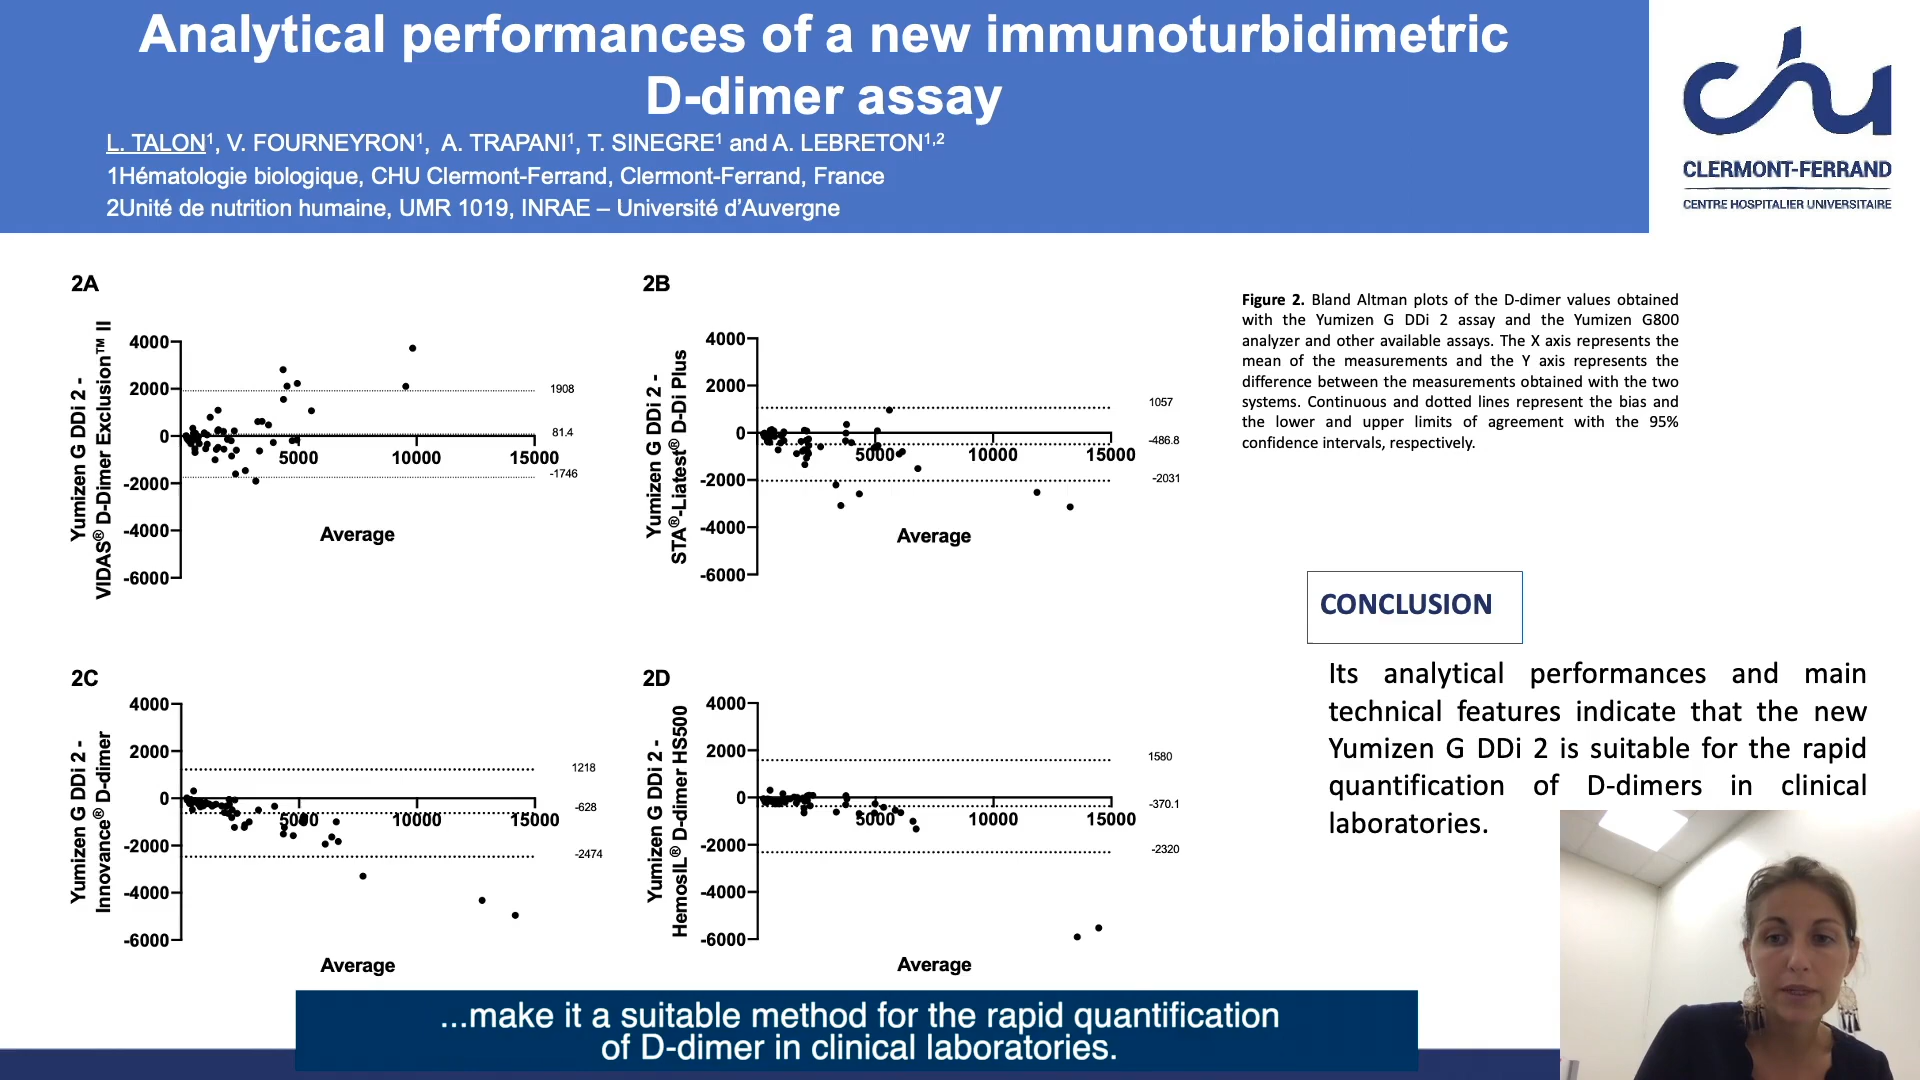 Analytical performances of a new immunoturbidimetric
D-dimer assay
L. TALON¹, V. FOURNEYRON¹, A. TRAPANI¹, T. SINEGRE¹ and A. LEBRETON¹,²
1Hématologie biologique, CHU Clermont-Ferrand, Clermont-Ferrand, France
2Unité de nutrition humaine, UMR 1019, INRAE – Université d'Auvergne
chu
CLERMONT-FERRAND
CENTRE HOSPITALIER UNIVERSITAIRE
2A
Yumizen G DDi 2 -
VIDAS® D-Dimer Exclusion™ II
4000
2000
0
-2000
-4000
-6000
5000
10000
15000
1908
81.4
-1746
Average
2B
Yumizen G DDi 2 -
STA®-Liatest® D-Di Plus
4000
2000
0
-2000
-4000
-6000
5000
10000
15000
1057
-486.8
-2031
Average
Figure 2. Bland Altman plots of the D-dimer values obtained
with the Yumizen G DDi 2 assay and the Yumizen G800
analyzer and other available assays. The X axis represents the
mean of the measurements and the Y axis represents the
difference between the measurements obtained with the two
systems. Continuous and dotted lines represent the bias and
the lower and upper limits of agreement with the 95%
confidence intervals, respectively.
2C
Yumizen G DDi 2 -
Innovance® D-dimer
4000
2000
0
-2000
-4000
-6000
5000
10000
15000
1218
-628
-2474
Average
2D
Yumizen G DDi 2 -
HemosIL® D-dimer HS500
4000
2000
0
-2000
-4000
-6000
5000
10000
15000
1580
-370.1
-2320
Average
CONCLUSION
Its analytical performances and main
technical features indicate that the new
Yumizen G DDi 2 is suitable for the rapid
quantification of D-dimers in clinical
laboratories.
...make it a suitable method for the rapid quantification
of D-dimer in clinical laboratories.